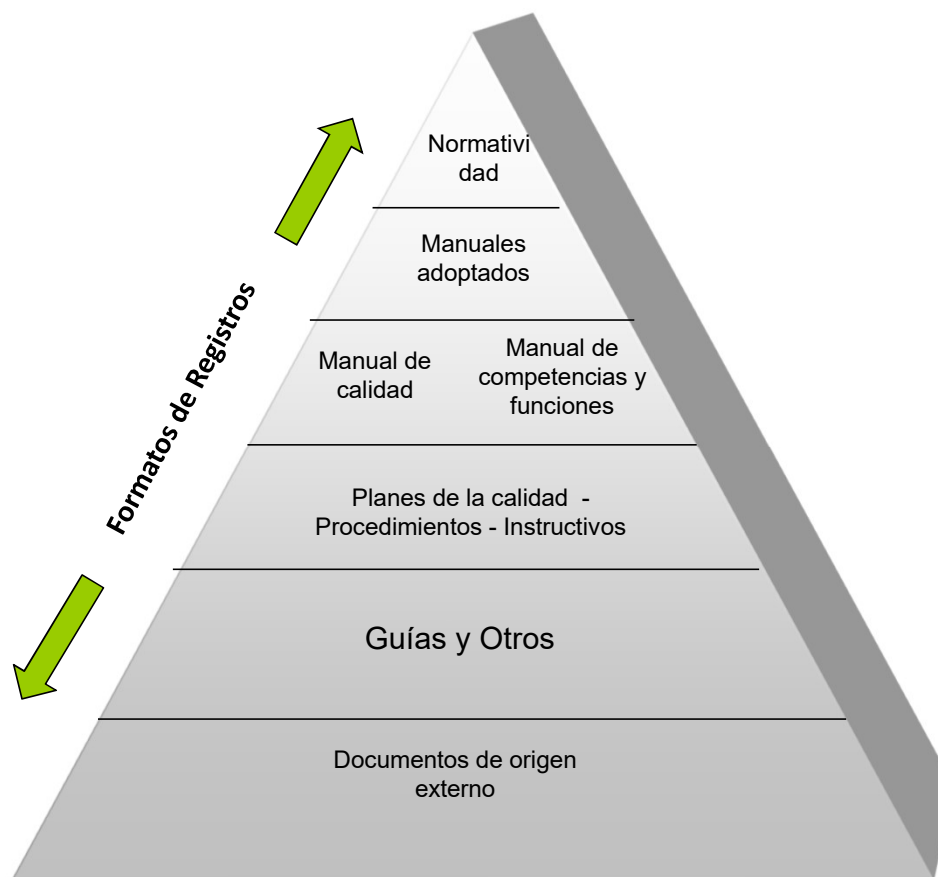 Normativi
dad
Manuales
adoptados
Manual de
calidad
Manual de
competencias y
funciones
Planes de la calidad -
Procedimientos - Instructivos
Guías y Otros
Documentos de origen
externo
Formatos de Registros